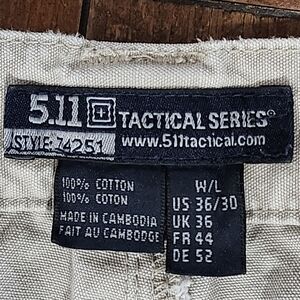 5.11 TACTICAL SERIES®
STYLE: 74251
www.511tactical.com
100% COTTON
100% COTON
MADE IN CAMBODIA
FAIT AU CAMBODGE
W/L
US 36/30
UK 36
FR 44
DE 52